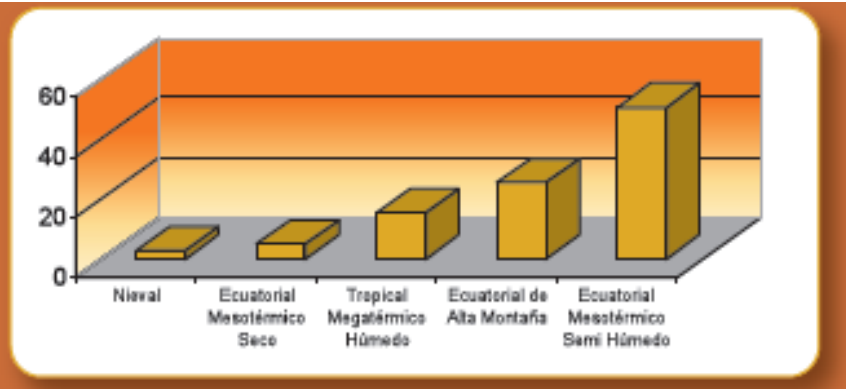 60
40
20
0
Nieval
Ecuatorial
Mesotérmico
Seco
Tropical
Megatérmico
Húmedo
Ecuatorial de
Alta Montaña
Ecuatorial
Mesotérmico
Semi Húmedo